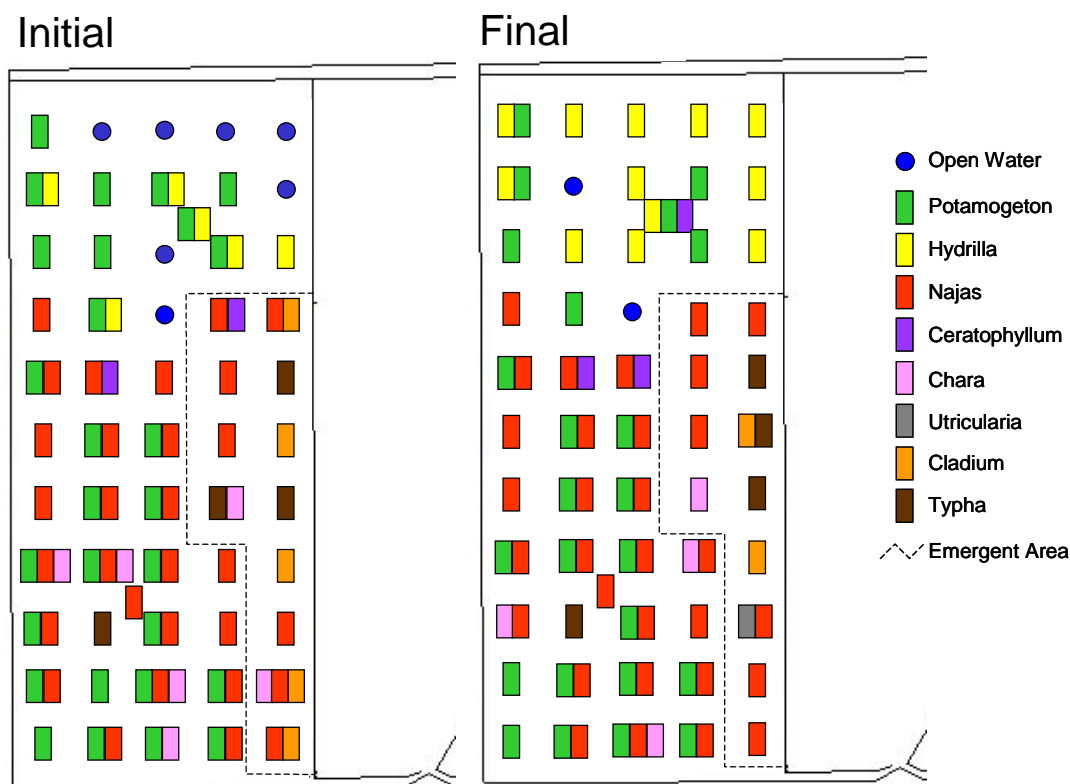 Initial
Final
Open Water
Potamogeton
Hydrilla
Najas
Ceratophyllum
Chara
Utricularia
Cladium
Typha
Emergent Area